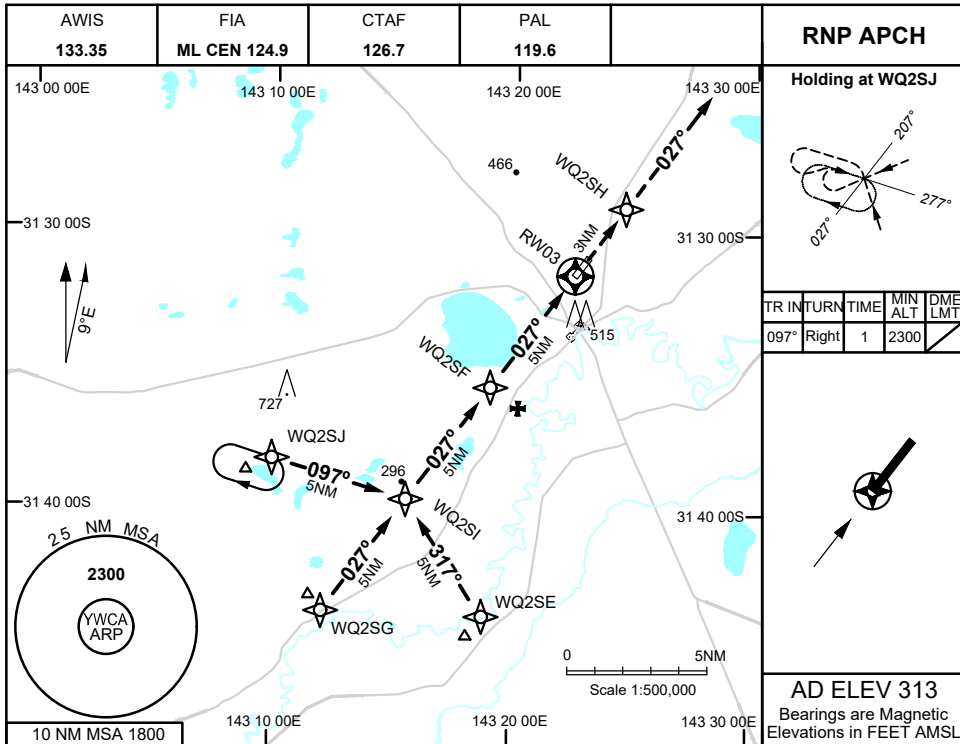 AWIS
133.35
FIA
ML CEN 124.9
CTAF
126.7
PAL
119.6
RNP APCH
143 00 00E
143 10 00E
143 20 00E
143 30 00E
Holding at WQ2SJ
207°
277°
027°
TR IN TURN TIME MIN ALT DME LMT
097° Right 1 2300
466
027°
WQ2SH
31 30 00S
31 30 00S
RW03
3NM
9°E
515
027°
5NM
WQ2SF
727
WQ2SJ
097°
5NM
027°
5NM
296
31 40 00S
31 40 00S
WQ2SI
027°
5NM
317°
5NM
WQ2SG
WQ2SE
25 NM MSA
2300
YWCA
ARP
10 NM MSA 1800
0 5NM
Scale 1:500,000
143 10 00E
143 20 00E
143 30 00E
AD ELEV 313
Bearings are Magnetic
Elevations in FEET AMSL